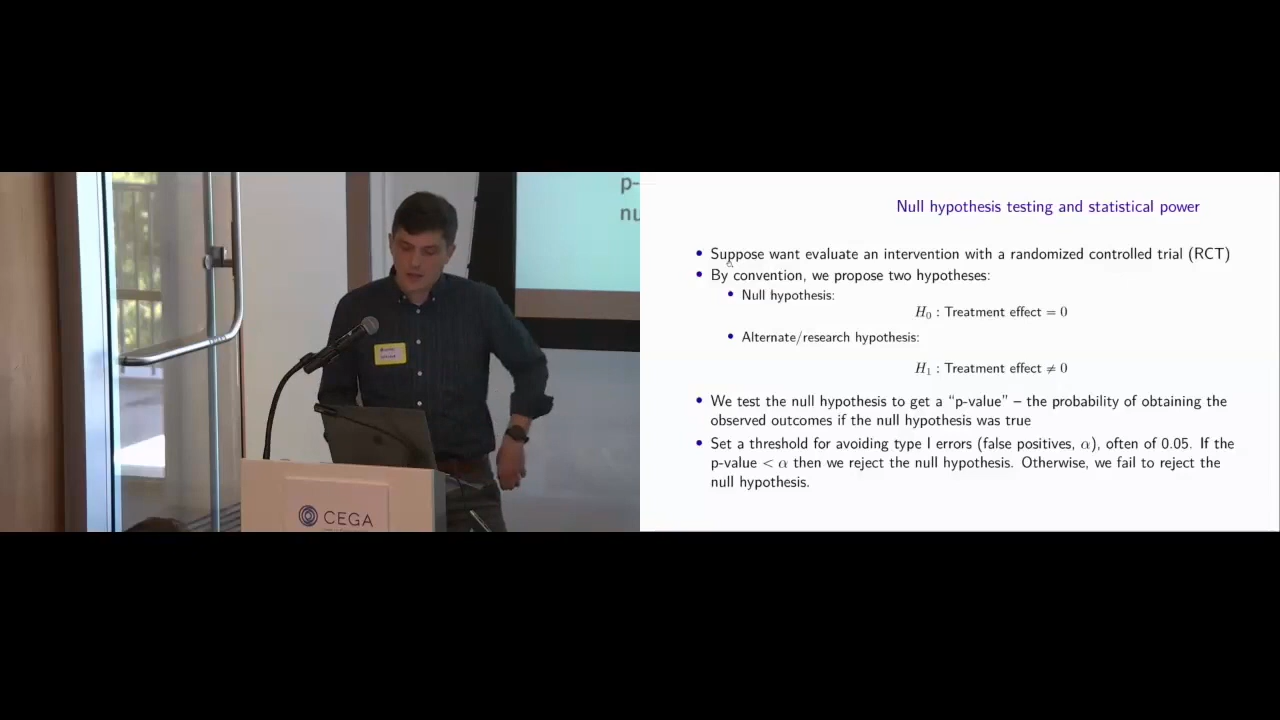 p-
nu
CEGA
Null hypothesis testing and statistical power
• Suppose want evaluate an intervention with a randomized controlled trial (RCT)
• By convention, we propose two hypotheses:
• Null hypothesis:
H₀ : Treatment effect = 0
• Alternate/research hypothesis:
H₁ : Treatment effect ≠ 0
• We test the null hypothesis to get a “p-value” – the probability of obtaining the
observed outcomes if the null hypothesis was true
• Set a threshold for avoiding type I errors (false positives, α), often of 0.05. If the
p-value < α then we reject the null hypothesis. Otherwise, we fail to reject the
null hypothesis.